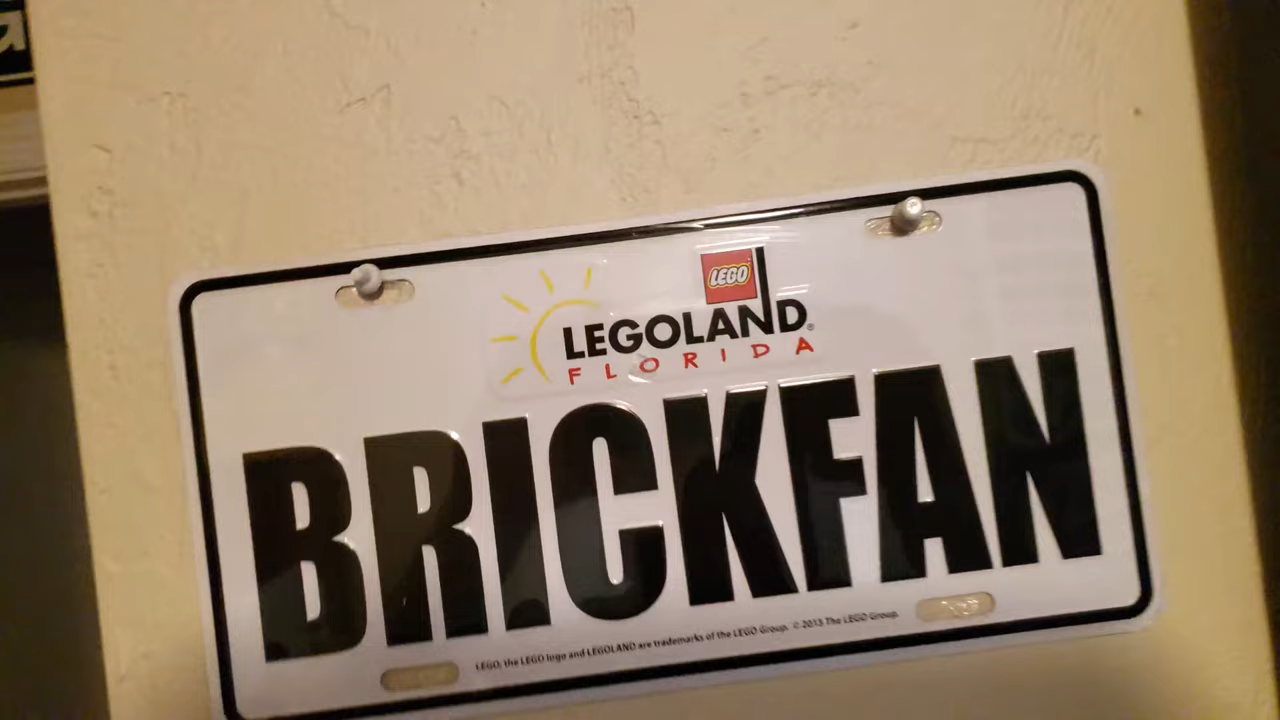 LEGO
LEGOLAND®
FLORIDA
BRICKFAN
LEGO, the LEGO logo and LEGOLAND are trademarks of the LEGO Group. © 2015 The LEGO Group.